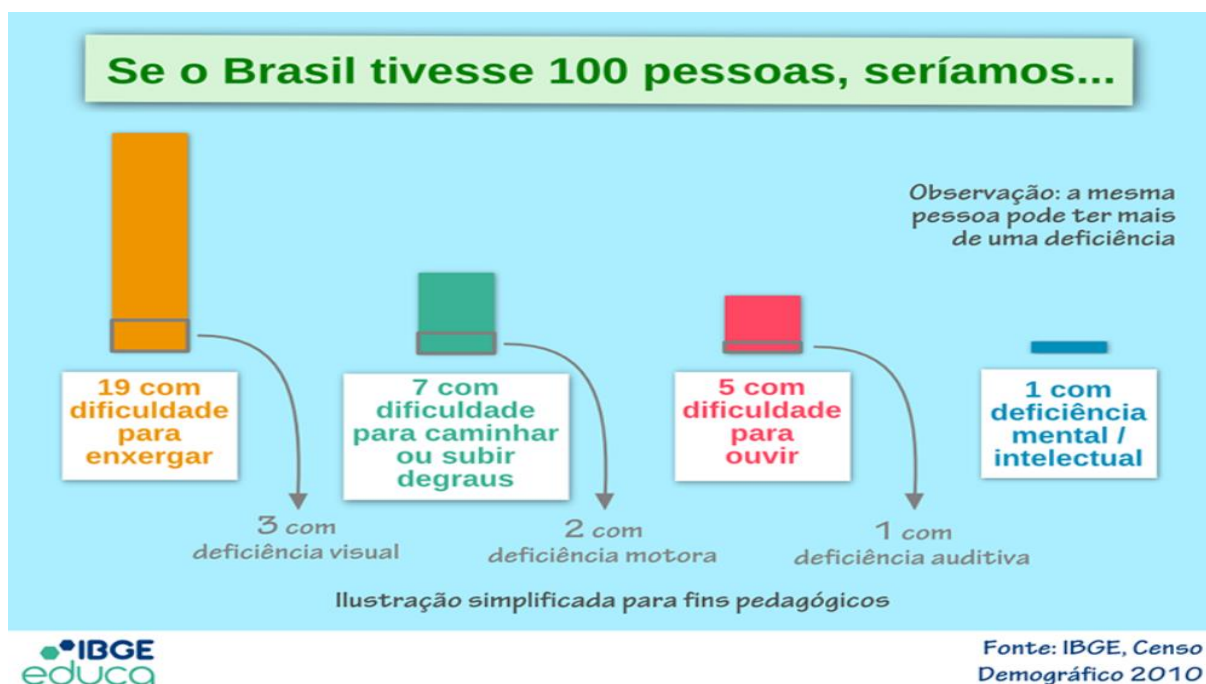 Se o Brasil tivesse 100 pessoas, seríamos...
Observação: a mesma
pessoa pode ter mais
de uma deficiência
19 com
dificuldade
para
enxergar
7 com
dificuldade
para caminhar
ou subir
degraus
5 com
dificuldade
para
ouvir
1 com
deficiência
mental /
intelectual
3 com
deficiência visual
2 com
deficiência motora
1 com
deficiência auditiva
Ilustração simplificada para fins pedagógicos
IBGE
educa
Fonte: IBGE, Censo
Demográfico 2010